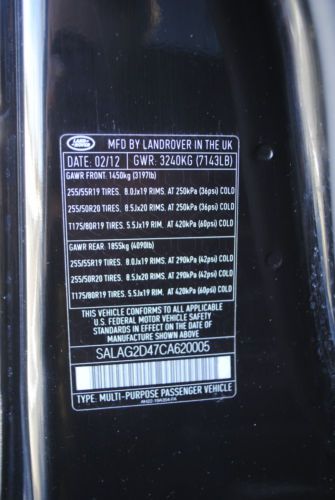 LAND ROVER
MFD BY LANDROVER IN THE UK
DATE: 02/12 GWR: 3240KG (7143LB)
GAWR FRONT. 1450kg (3197lb)
255/55R19 TIRES. 8.0Jx19 RIMS. AT 250kPa (36psi) COLD
255/50R20 TIRES. 8.5Jx20 RIMS. AT 250kPa (36psi) COLD
T175/80R19 TIRES. 5.5Jx19 RIM. AT 420kPa (60psi) COLD
GAWR REAR. 1855kg (4090lb)
255/55R19 TIRES. 8.0Jx19 RIMS. AT 290kPa (42psi) COLD
255/50R20 TIRES. 8.5Jx20 RIMS. AT 290kPa (42psi) COLD
T175/80R19 TIRES. 5.5Jx19 RIM. AT 420kPa (60psi) COLD
THIS VEHICLE CONFORMS TO ALL APPLICABLE
U.S. FEDERAL MOTOR VEHICLE SAFETY
STANDARDS IN EFFECT ON THE DATE OF
MANUFACTURE SHOWN ABOVE.
SALAG2D47CA620005
TYPE: MULTI-PURPOSE PASSENGER VEHICLE